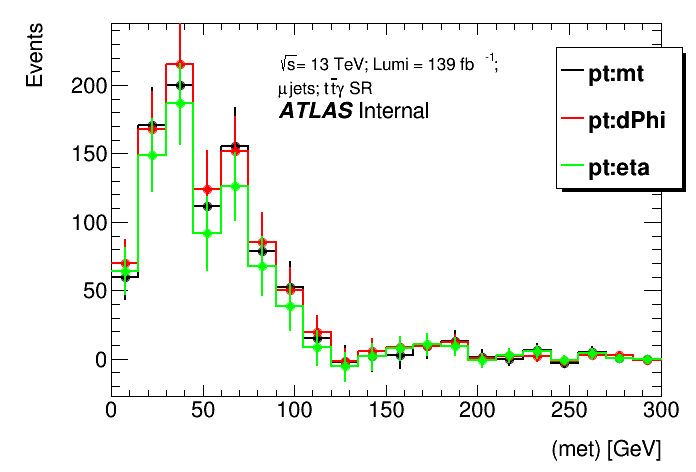 Events
√s= 13 TeV; Lumi = 139 fb⁻¹;
μjets; tt̄γ SR
ATLAS Internal
pt:mt
pt:dPhi
pt:eta
200
150
100
50
0
0 50 100 150 200 250 300
(met) [GeV]